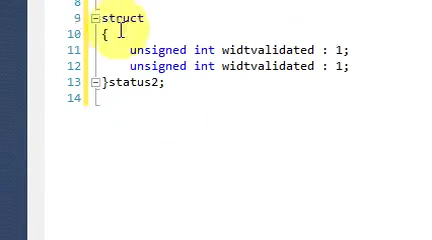 8
9 struct
10 {
11 unsigned int widtvalidated : 1;
12 unsigned int widtvalidated : 1;
13 }status2;
14